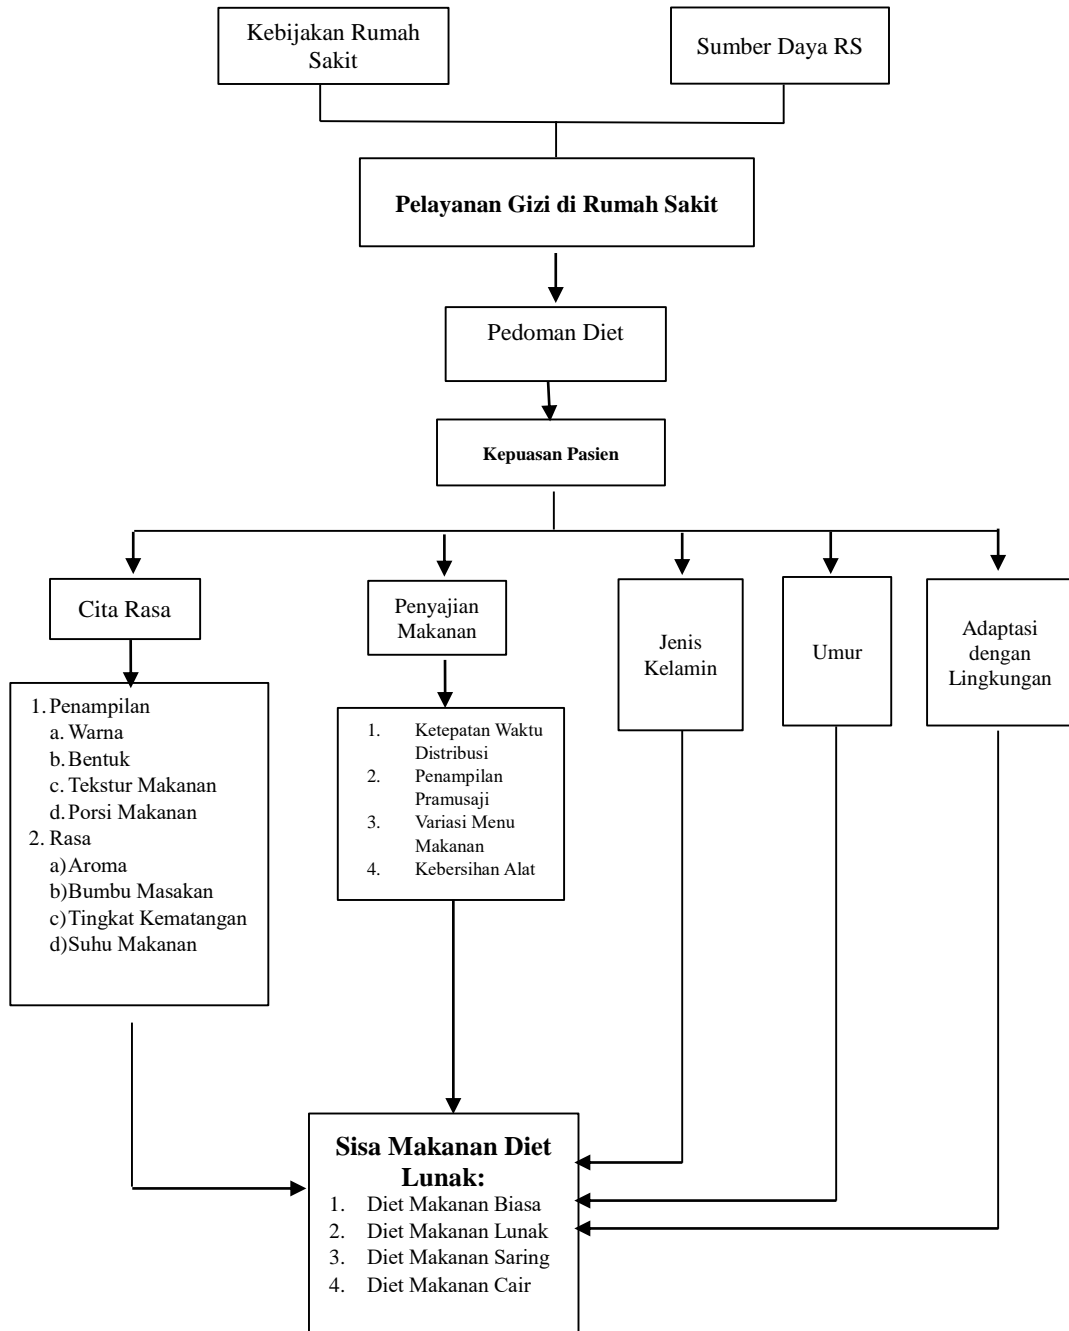 Kebijakan Rumah
Sakit
Sumber Daya RS
Pelayanan Gizi di Rumah Sakit
Pedoman Diet
Kepuasan Pasien
Cita Rasa
Penyajian
Makanan
Jenis
Kelamin
Umur
Adaptasi
dengan
Lingkungan
1. Penampilan
a. Warna
b. Bentuk
c. Tekstur Makanan
d. Porsi Makanan
2. Rasa
a) Aroma
b) Bumbu Masakan
c) Tingkat Kematangan
d) Suhu Makanan
1. Ketepatan Waktu
Distribusi
2. Penampilan
Pramusaji
3. Variasi Menu
Makanan
4. Kebersihan Alat
Sisa Makanan Diet
Lunak:
1. Diet Makanan Biasa
2. Diet Makanan Lunak
3. Diet Makanan Saring
4. Diet Makanan Cair